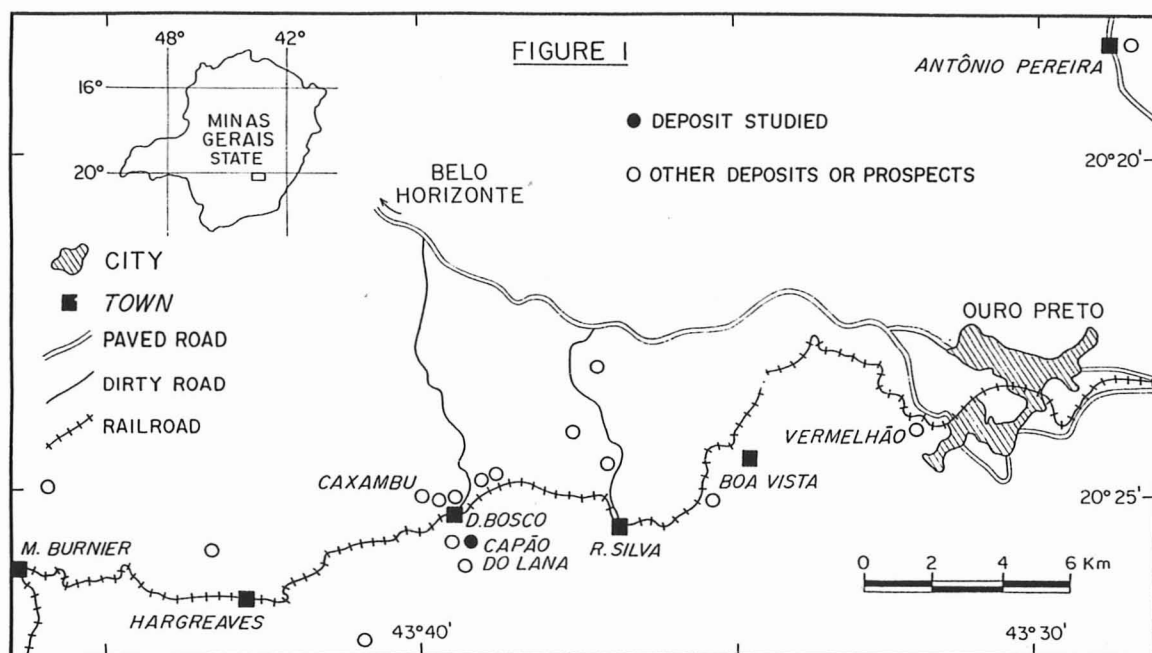 FIGURE 1
48°
42°
16°
20°
MINAS
GERAIS
STATE
ANTÔNIO PEREIRA
● DEPOSIT STUDIED
○ OTHER DEPOSITS OR PROSPECTS
20°20'
BELO
HORIZONTE
CITY
TOWN
PAVED ROAD
DIRTY ROAD
RAILROAD
OURO PRETO
VERMELHÃO
BOA VISTA
CAXAMBU
D.BOSCO
20°25'
CAPÃO
DO LANA
R. SILVA
M. BURNIER
HARGREAVES
0 2 4 6 Km
43°40'
43°30'